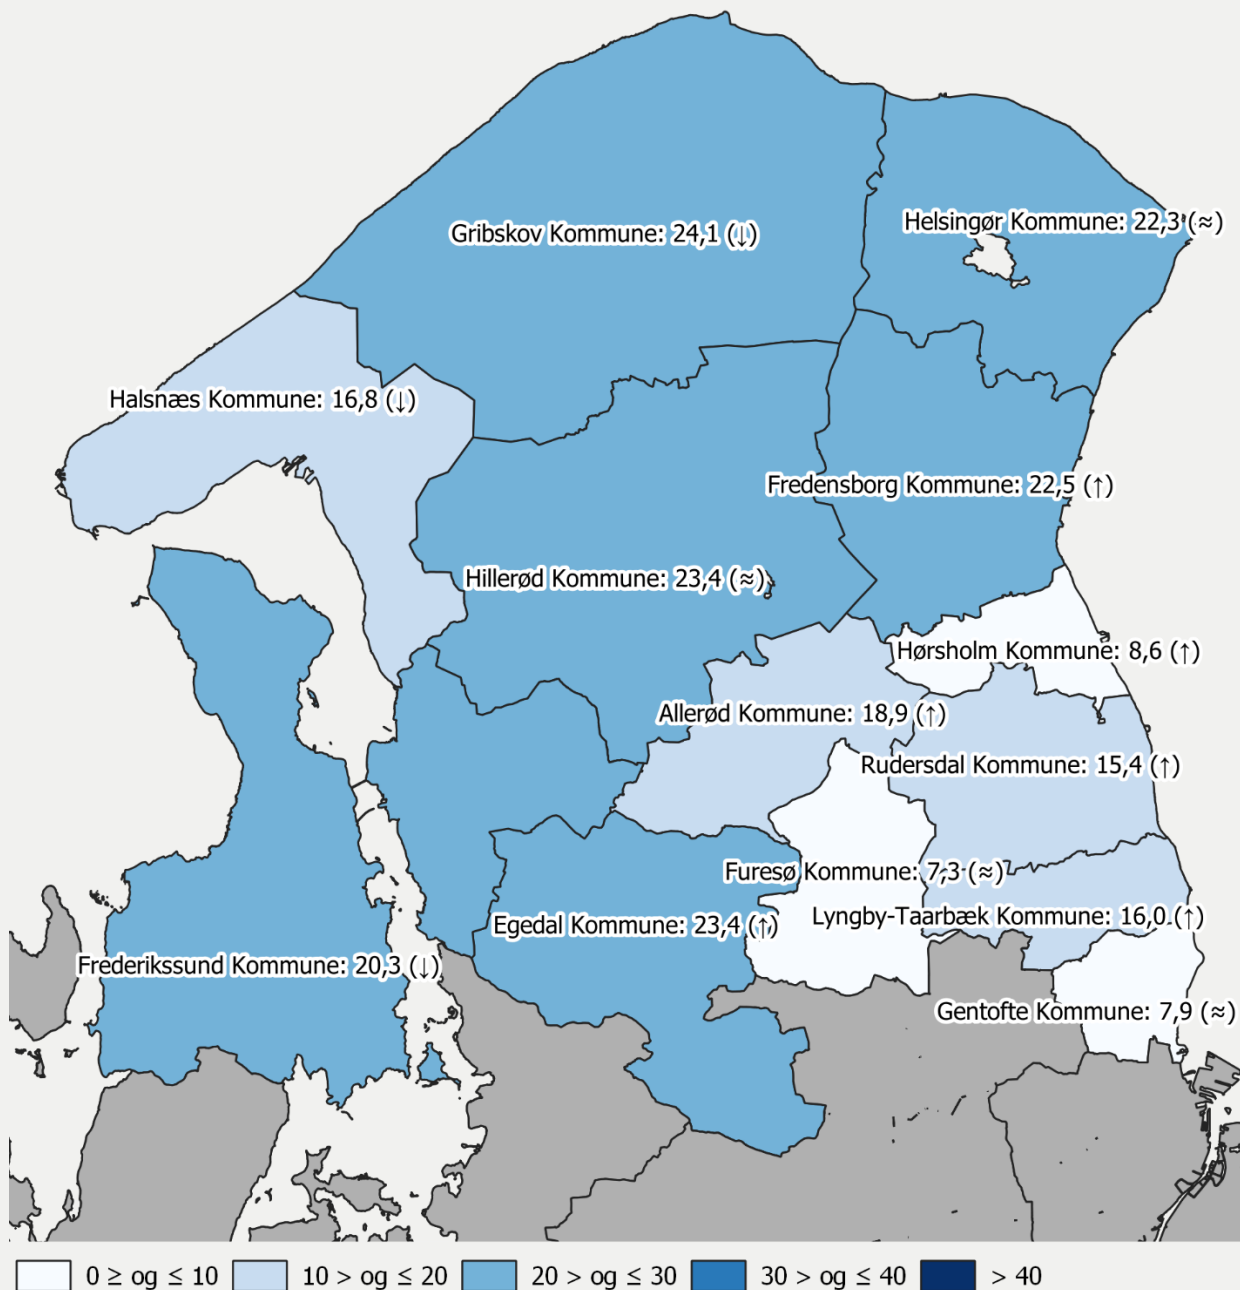 Helsingør Kommune: 22,3 (≈)
Gribskov Kommune: 24,1 (↓)
Halsnæs Kommune: 16,8 (↓)
Fredensborg Kommune: 22,5 (↑)
Hillerød Kommune: 23,4 (≈)
Hørsholm Kommune: 8,6 (↑)
Allerød Kommune: 18,9 (↑)
Rudersdal Kommune: 15,4 (↑)
Furesø Kommune: 7,3 (≈)
Lyngby-Taarbæk Kommune: 16,0 (↑)
Egedal Kommune: 23,4 (↑)
Frederikssund Kommune: 20,3 (↓)
Gentofte Kommune: 7,9 (≈)
0 ≥ og ≤ 10 10 > og ≤ 20 20 > og ≤ 30 30 > og ≤ 40 > 40